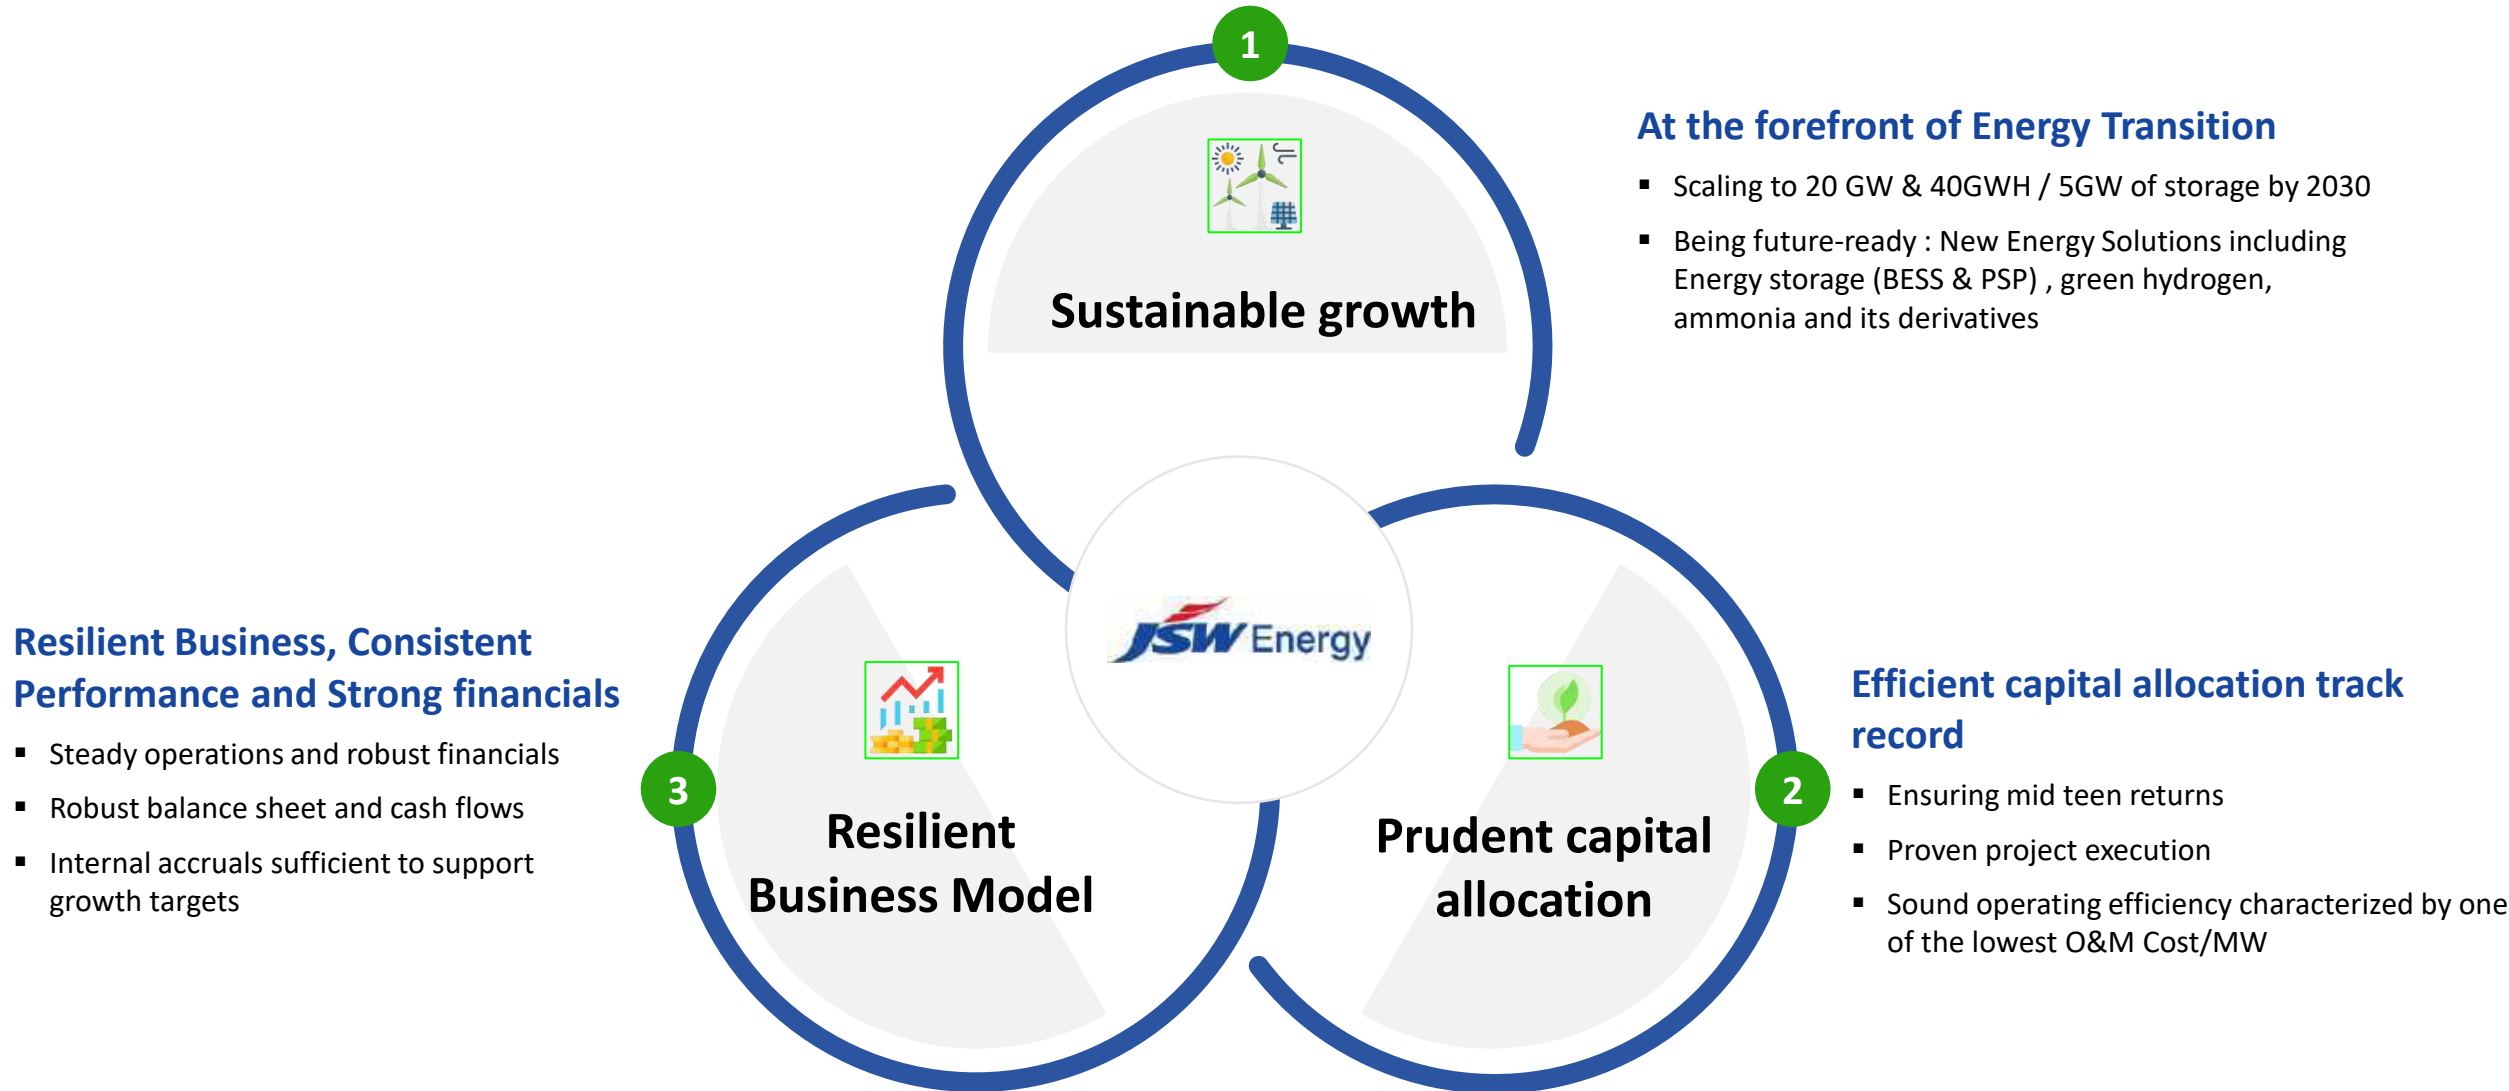 1
Sustainable growth
At the forefront of Energy Transition
▪ Scaling to 20 GW & 40GWH / 5GW of storage by 2030
▪ Being future-ready : New Energy Solutions including
Energy storage (BESS & PSP) , green hydrogen,
ammonia and its derivatives
JSW Energy
2
Prudent capital
allocation
Efficient capital allocation track
record
▪ Ensuring mid teen returns
▪ Proven project execution
▪ Sound operating efficiency characterized by one
of the lowest O&M Cost/MW
3
Resilient
Business Model
Resilient Business, Consistent
Performance and Strong financials
▪ Steady operations and robust financials
▪ Robust balance sheet and cash flows
▪ Internal accruals sufficient to support
growth targets